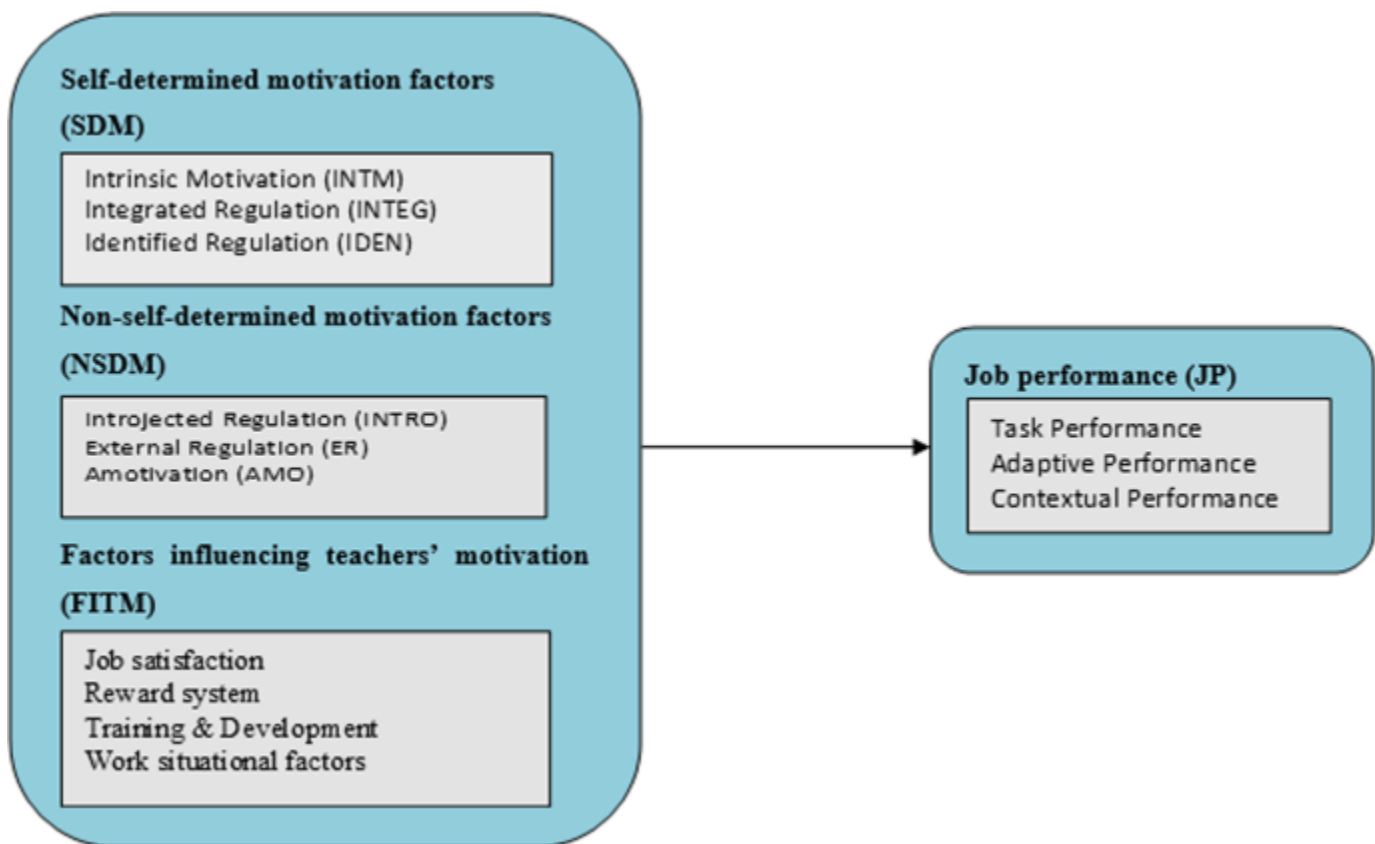 Self-determined motivation factors
(SDM)
Intrinsic Motivation (INTM)
Integrated Regulation (INTEG)
Identified Regulation (IDEN)
Non-self-determined motivation factors
(NSDM)
Introjected Regulation (INTRO)
External Regulation (ER)
Amotivation (AMO)
Factors influencing teachers’ motivation
(FITM)
Job satisfaction
Reward system
Training & Development
Work situational factors
Job performance (JP)
Task Performance
Adaptive Performance
Contextual Performance